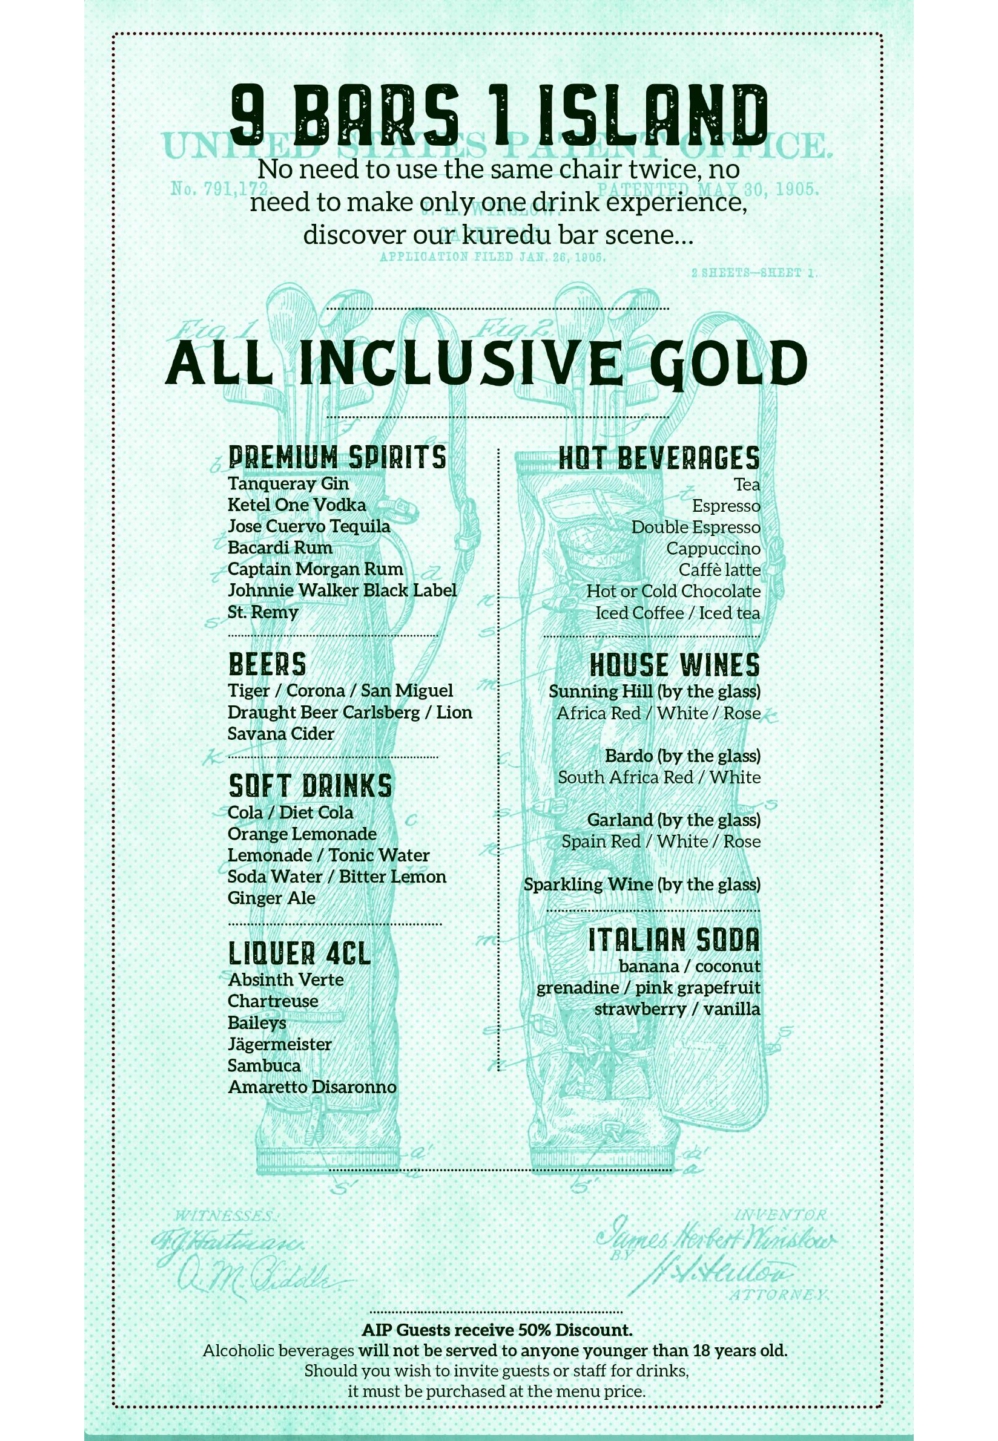 9 BARS 1 ISLAND
UNITED STATES PATENT OFFICE.
No need to use the same chair twice, no
No. 791,172.
PATENTED MAY 30, 1905.
need to make only one drink experience,
discover our kuredu bar scene...
APPLICATION FILED JAN. 26, 1905.
2 SHEETS—SHEET 1.
Fig. 1
Fig. 2
ALL INCLUSIVE GOLD
PREMIUM SPIRITS
Tanqueray Gin
Ketel One Vodka
Jose Cuervo Tequila
Bacardi Rum
Captain Morgan Rum
Johnnie Walker Black Label
St. Remy
BEERS
Tiger / Corona / San Miguel
Draught Beer Carlsberg / Lion
Savana Cider
SOFT DRINKS
Cola / Diet Cola
Orange Lemonade
Lemonade / Tonic Water
Soda Water / Bitter Lemon
Ginger Ale
LIQUER 4CL
Absinth Verte
Chartreuse
Baileys
Jägermeister
Sambuca
Amaretto Disaronno
HOT BEVERAGES
Tea
Espresso
Double Espresso
Cappuccino
Caffè latte
Hot or Cold Chocolate
Iced Coffee / Iced tea
HOUSE WINES
Sunning Hill (by the glass)
Africa Red / White / Rose
Bardo (by the glass)
South Africa Red / White
Garland (by the glass)
Spain Red / White / Rose
Sparkling Wine (by the glass)
ITALIAN SODA
banana / coconut
grenadine / pink grapefruit
strawberry / vanilla
WITNESSES:
INVENTOR
James Herbert Winslow
BY
ATTORNEY.
AIP Guests receive 50% Discount.
Alcoholic beverages will not be served to anyone younger than 18 years old.
Should you wish to invite guests or staff for drinks,
it must be purchased at the menu price.